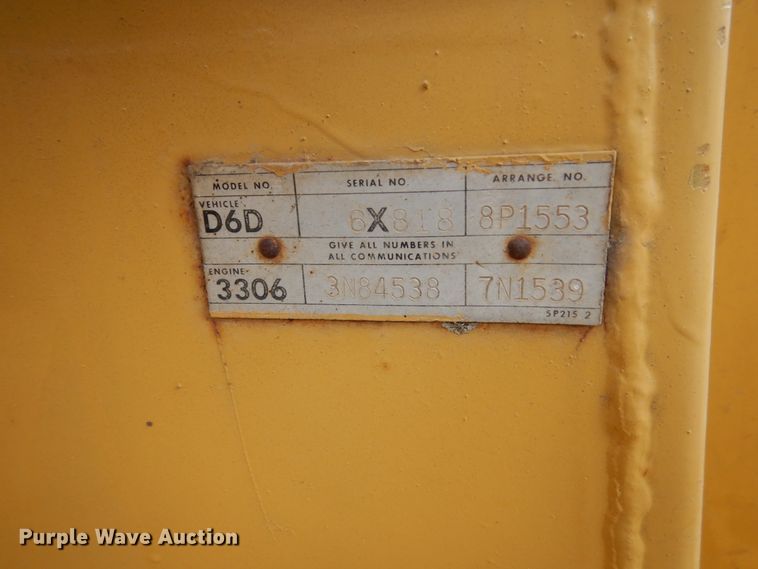 MODEL NO. SERIAL NO. ARRANGE. NO.
VEHICLE
D6D 6X818 8P1553
GIVE ALL NUMBERS IN
ALL COMMUNICATIONS
ENGINE
3306 3N84538 7N1539
5P215 2
Purple Wave Auction®